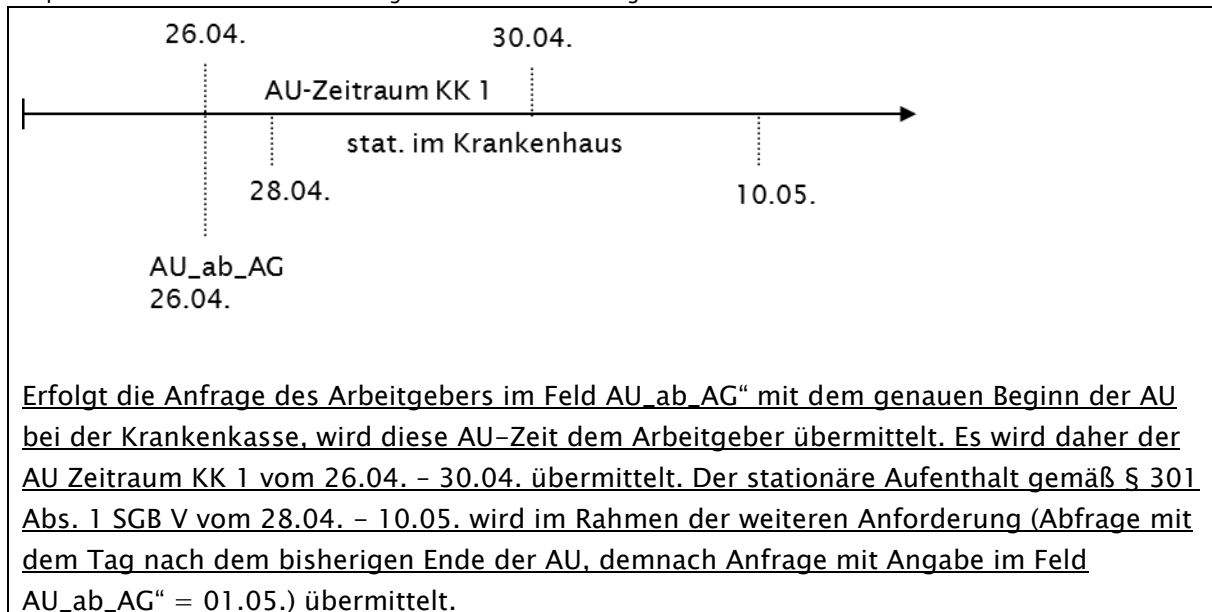 26.04. 30.04.
AU-Zeitraum KK 1
stat. im Krankenhaus
28.04. 10.05.
AU_ab_AG
26.04.
Erfolgt die Anfrage des Arbeitgebers im Feld AU_ab_AG“ mit dem genauen Beginn der AU
bei der Krankenkasse, wird diese AU-Zeit dem Arbeitgeber übermittelt. Es wird daher der
AU Zeitraum KK 1 vom 26.04. – 30.04. übermittelt. Der stationäre Aufenthalt gemäß § 301
Abs. 1 SGB V vom 28.04. – 10.05. wird im Rahmen der weiteren Anforderung (Abfrage mit
dem Tag nach dem bisherigen Ende der AU, demnach Anfrage mit Angabe im Feld
AU_ab_AG“ = 01.05.) übermittelt.